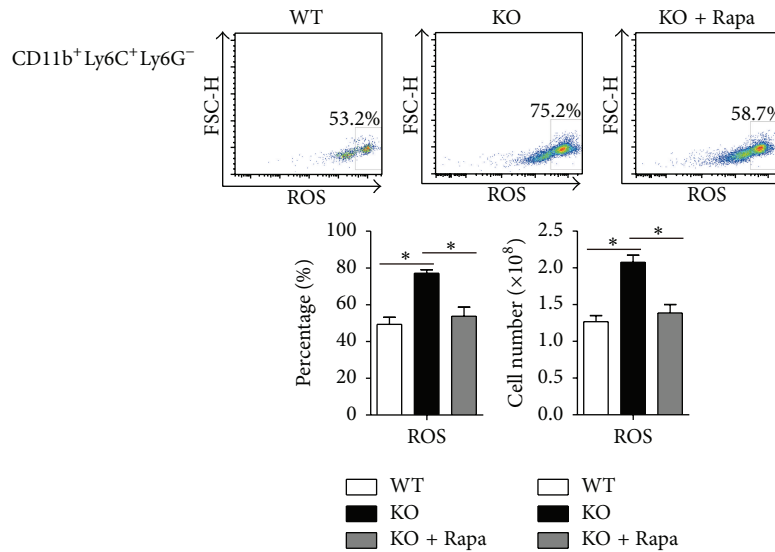 WT
KO
KO + Rapa
CD11b⁺Ly6C⁺Ly6G⁻
FSC-H
53.2%
ROS
FSC-H
75.2%
ROS
FSC-H
58.7%
ROS
Percentage (%)
100
80
60
40
20
0
*
*
ROS
Cell number (×10⁸)
2.5
2.0
1.5
1.0
0.5
0.0
*
*
ROS
WT
KO
KO + Rapa
WT
KO
KO + Rapa